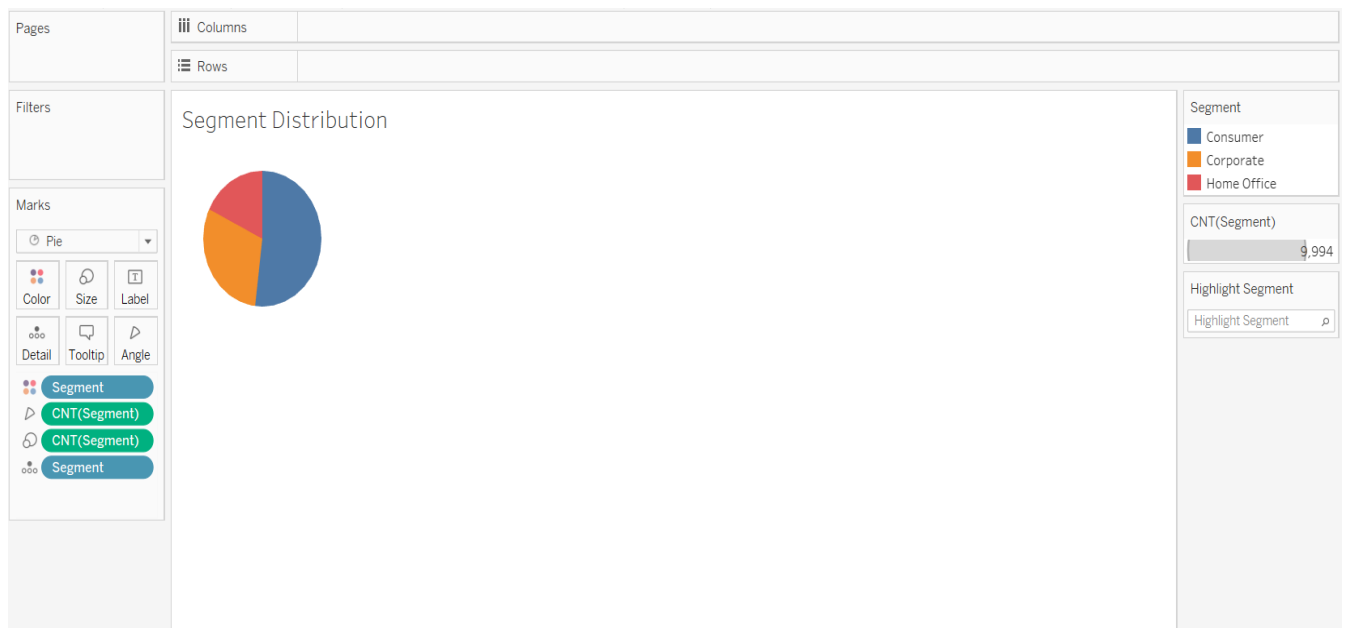 Pages
Columns
Rows
Filters
Segment Distribution
Marks
Pie
Color
Size
T
Label
Detail
Tooltip
Angle
Segment
CNT(Segment)
CNT(Segment)
Segment
Segment
Consumer
Corporate
Home Office
CNT(Segment)
9,994
Highlight Segment
Highlight Segment